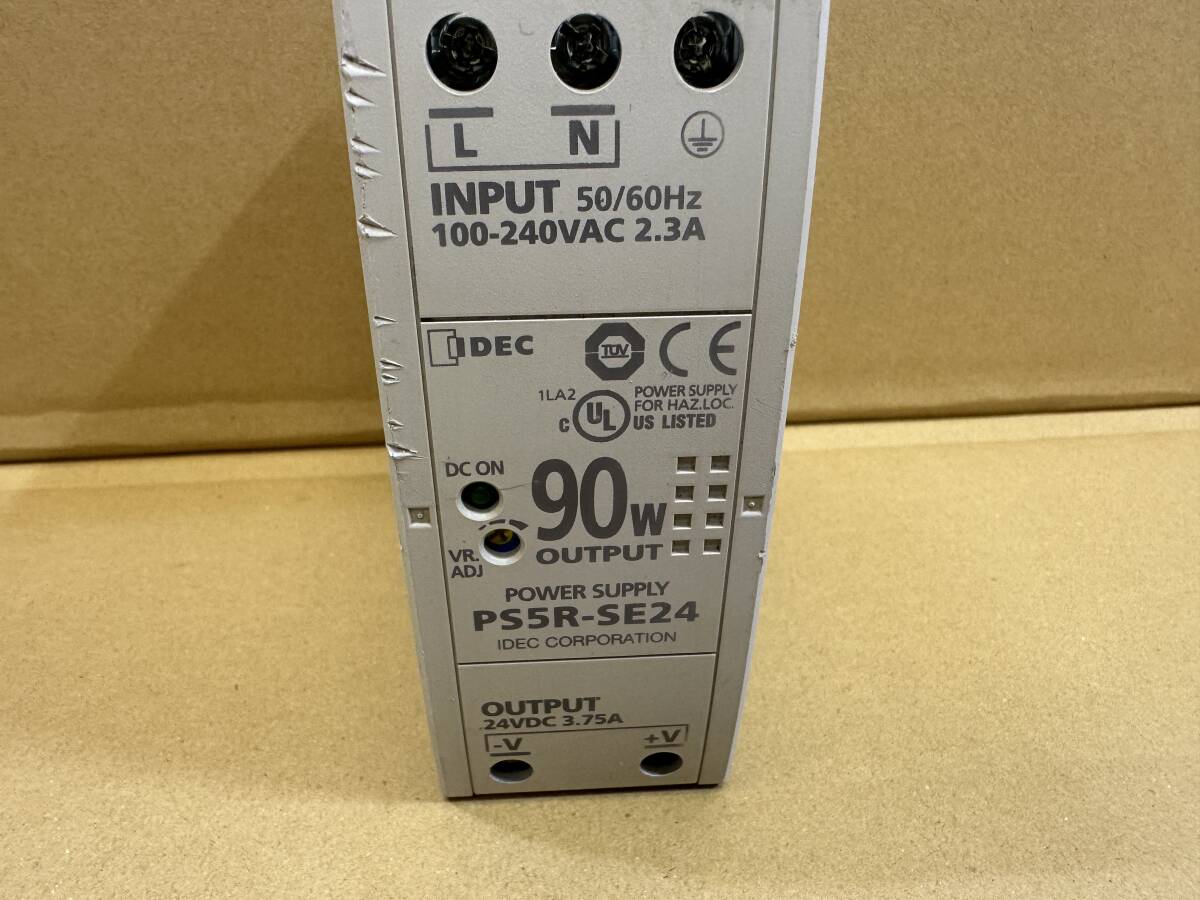 L N
INPUT 50/60Hz
100-240VAC 2.3A
IDEC TÜV CE
1LA2
C UL US LISTED
POWER SUPPLY
FOR HAZ.LOC.
DC ON
90W
OUTPUT
VR.
ADJ
POWER SUPPLY
PS5R-SE24
IDEC CORPORATION
OUTPUT
24VDC 3.75A
-V +V